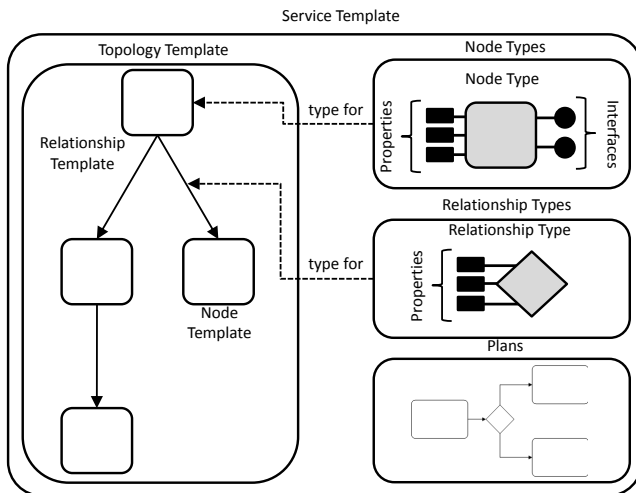 Service Template
Topology Template
Node Types
Node Type
type for
Properties
Interfaces
Relationship
Template
Relationship Types
Relationship Type
type for
Properties
Node
Template
Plans